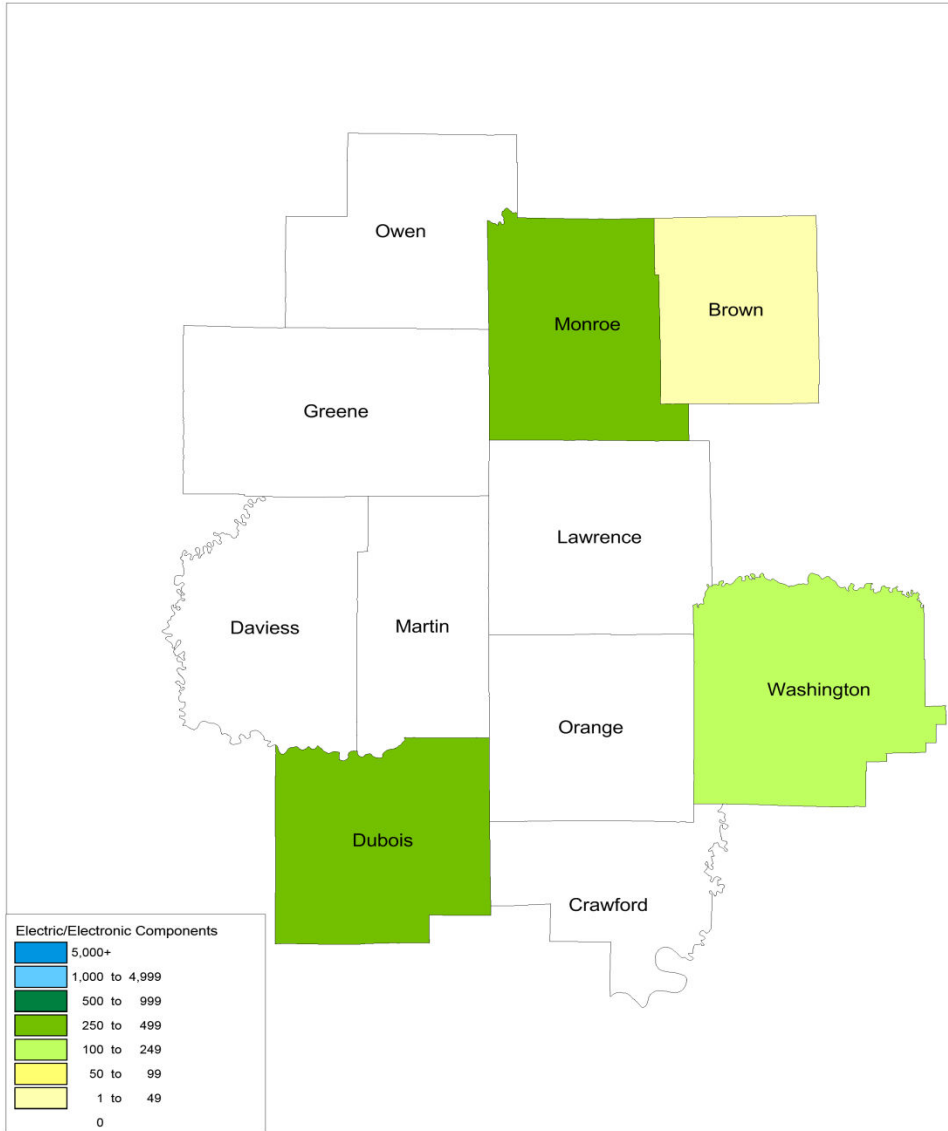 Owen
Monroe
Brown
Greene
Lawrence
Daviess
Martin
Washington
Orange
Dubois
Crawford
Electric/Electronic Components
5,000+
1,000 to 4,999
500 to 999
250 to 499
100 to 249
50 to 99
1 to 49
0